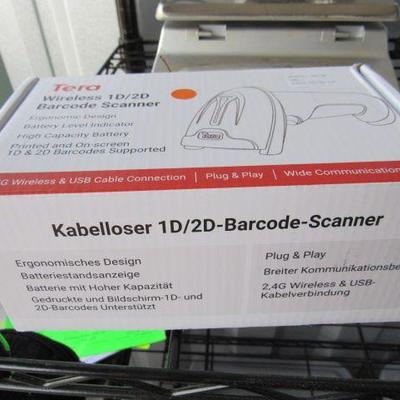 Tera
Wireless 1D/2D
Barcode Scanner
Ergonomic Design
Battery Level Indicator
High Capacity Battery
Printed and On-screen
1D & 2D Barcodes Supported
Tera
G Wireless & USB Cable Connection | Plug & Play | Wide Communication
Kabelloser 1D/2D-Barcode-Scanner
Ergonomisches Design
Batteriestandsanzeige
Batterie mit Hoher Kapazität
Gedruckte und Bildschirm-1D- und
2D-Barcodes Unterstützt
Plug & Play
Breiter Kommunikationsbe
2,4G Wireless & USB-
Kabelverbindung